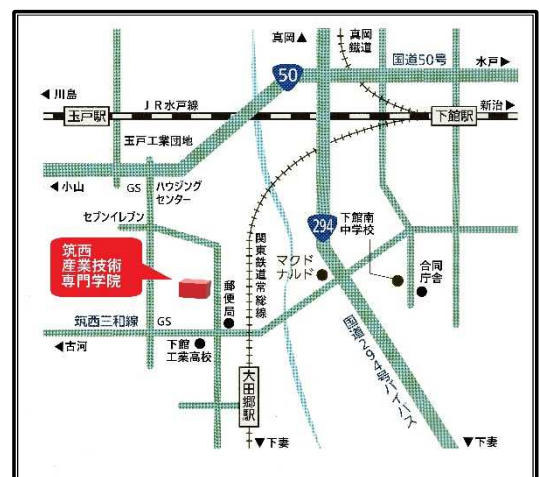 真岡▲
真岡
鐵道
国道50号
水戸▶
50
◀川島
JR水戸線
新治▶
玉戸駅
下館駅
玉戸工業団地
◀小山
GS
ハウジング
センター
セブンイレブン
294
下館南
中学校
筑西
産業技術
専門学院
関東鉄道常総線
マクド
ナルド
合同
庁舎
郵便局
筑西三和線
GS
◀古河
下館
工業高校
国道294号バイパス
大田郷駅
▼下妻
▼下妻